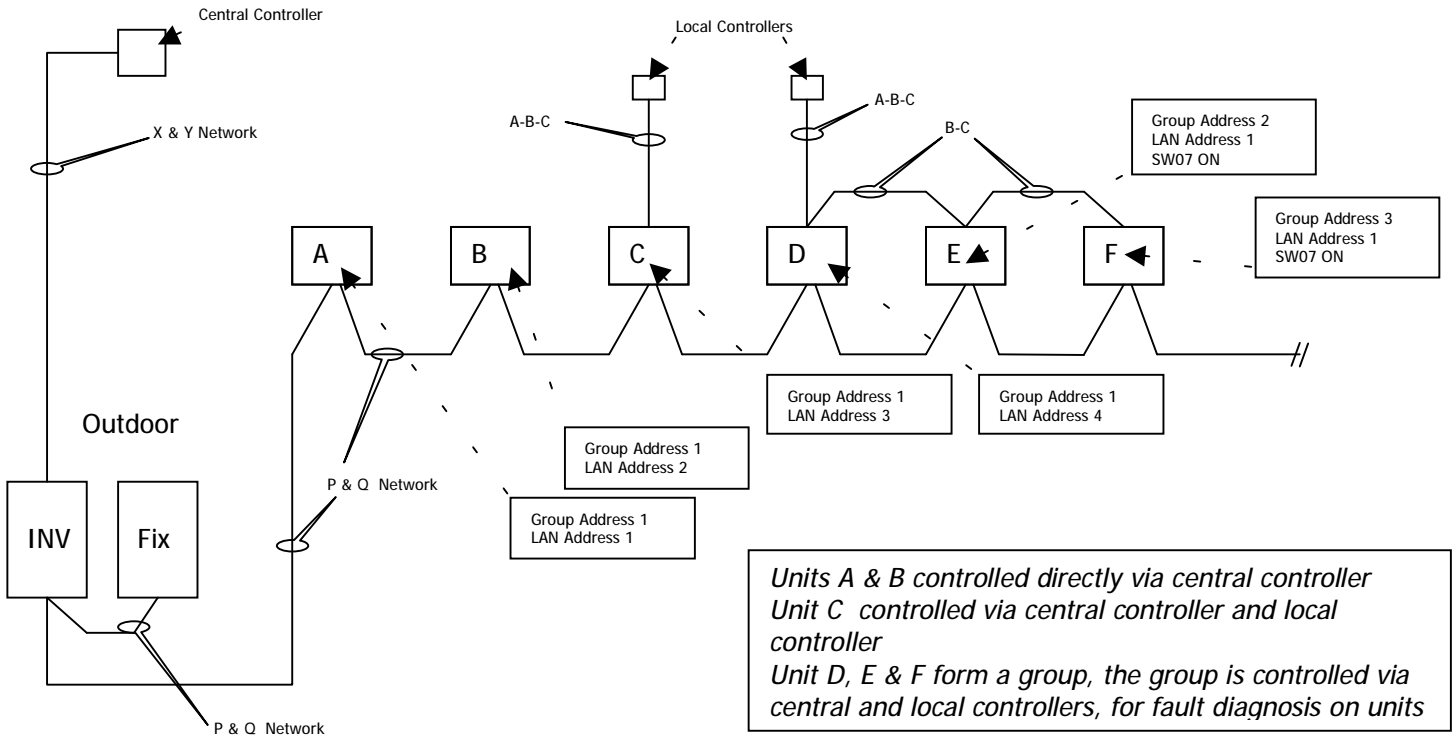 Central Controller
Local Controllers
X & Y Network
A-B-C
A-B-C
B-C
Group Address 2
LAN Address 1
SW07 ON
Group Address 3
LAN Address 1
SW07 ON
A
B
C
D
E
F
Group Address 1
LAN Address 3
Group Address 1
LAN Address 4
Outdoor
Group Address 1
LAN Address 2
P & Q Network
Group Address 1
LAN Address 1
INV
Fix
P & Q Network
Units A & B controlled directly via central controller
Unit C controlled via central controller and local
controller
Unit D, E & F form a group, the group is controlled via
central and local controllers, for fault diagnosis on units